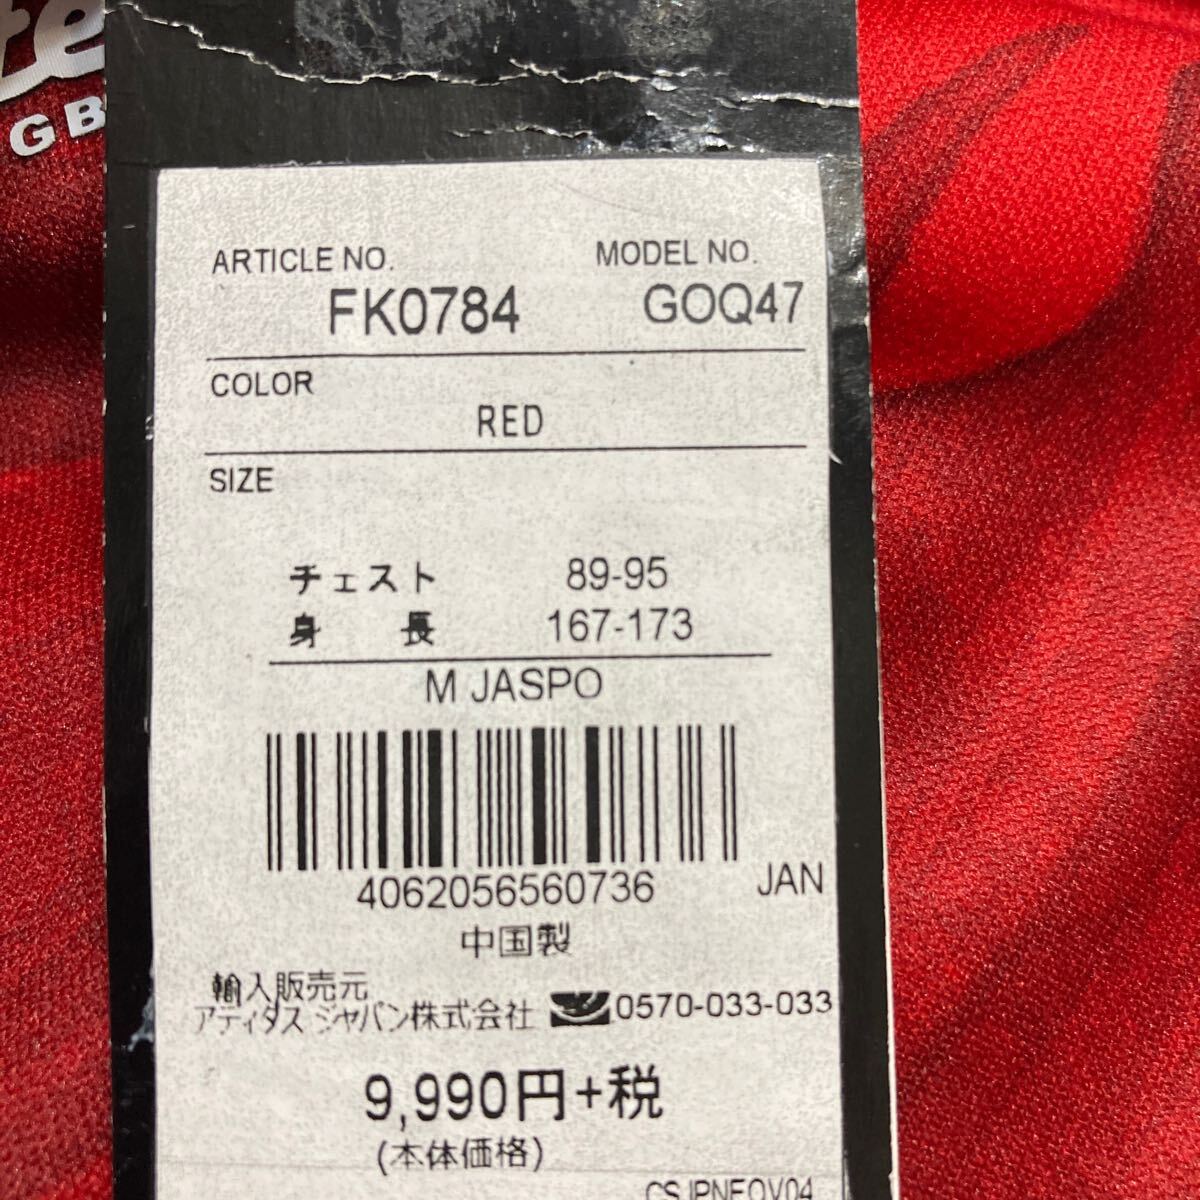 te
GB
ARTICLE NO. MODEL NO.
FK0784 GOQ47
COLOR
RED
SIZE
チェスト 89-95
身長 167-173
M JASPO
4062056560736 JAN
中国製
輸入販売元
アディダス ジャパン株式会社 0570-033-033
9,990円+税
(本体価格)